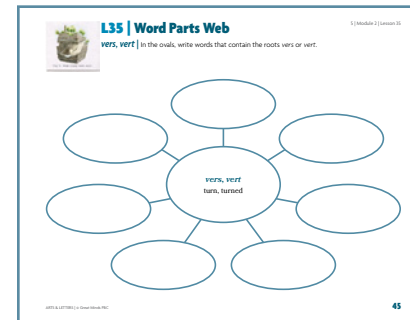 L35 | Word Parts Web
5 | Module 2 | Lesson 35
vers, vert | In the ovals, write words that contain the roots vers or vert.
vers, vert
turn, turned
ARTS & LETTERS | © Great Minds PBC
45